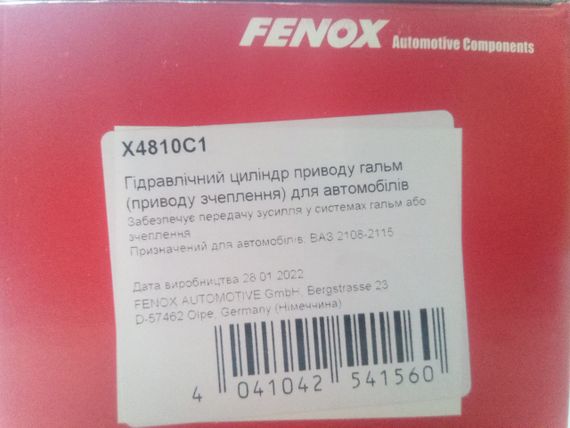 FENOX Automotive Components
X4810C1
Гідравлічний циліндр приводу гальм
(приводу зчеплення) для автомобілів
Забезпечує передачу зусилля у системах гальм або
зчеплення
Призначений для автомобілів: ВАЗ 2108-2115
Дата виробництва 28.01.2022
FENOX AUTOMOTIVE GmbH, Bergstrasse 23
D-57462 Olpe, Germany (Німеччина)
4 041042 541560